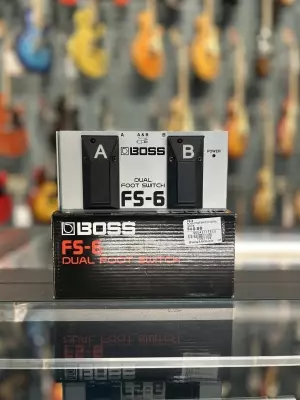 A A&B B
A
B
BOSS
POWER
DUAL
FOOT SWITCH
FS-6
BOSS
FS-6
DUAL FOOT SWITCH